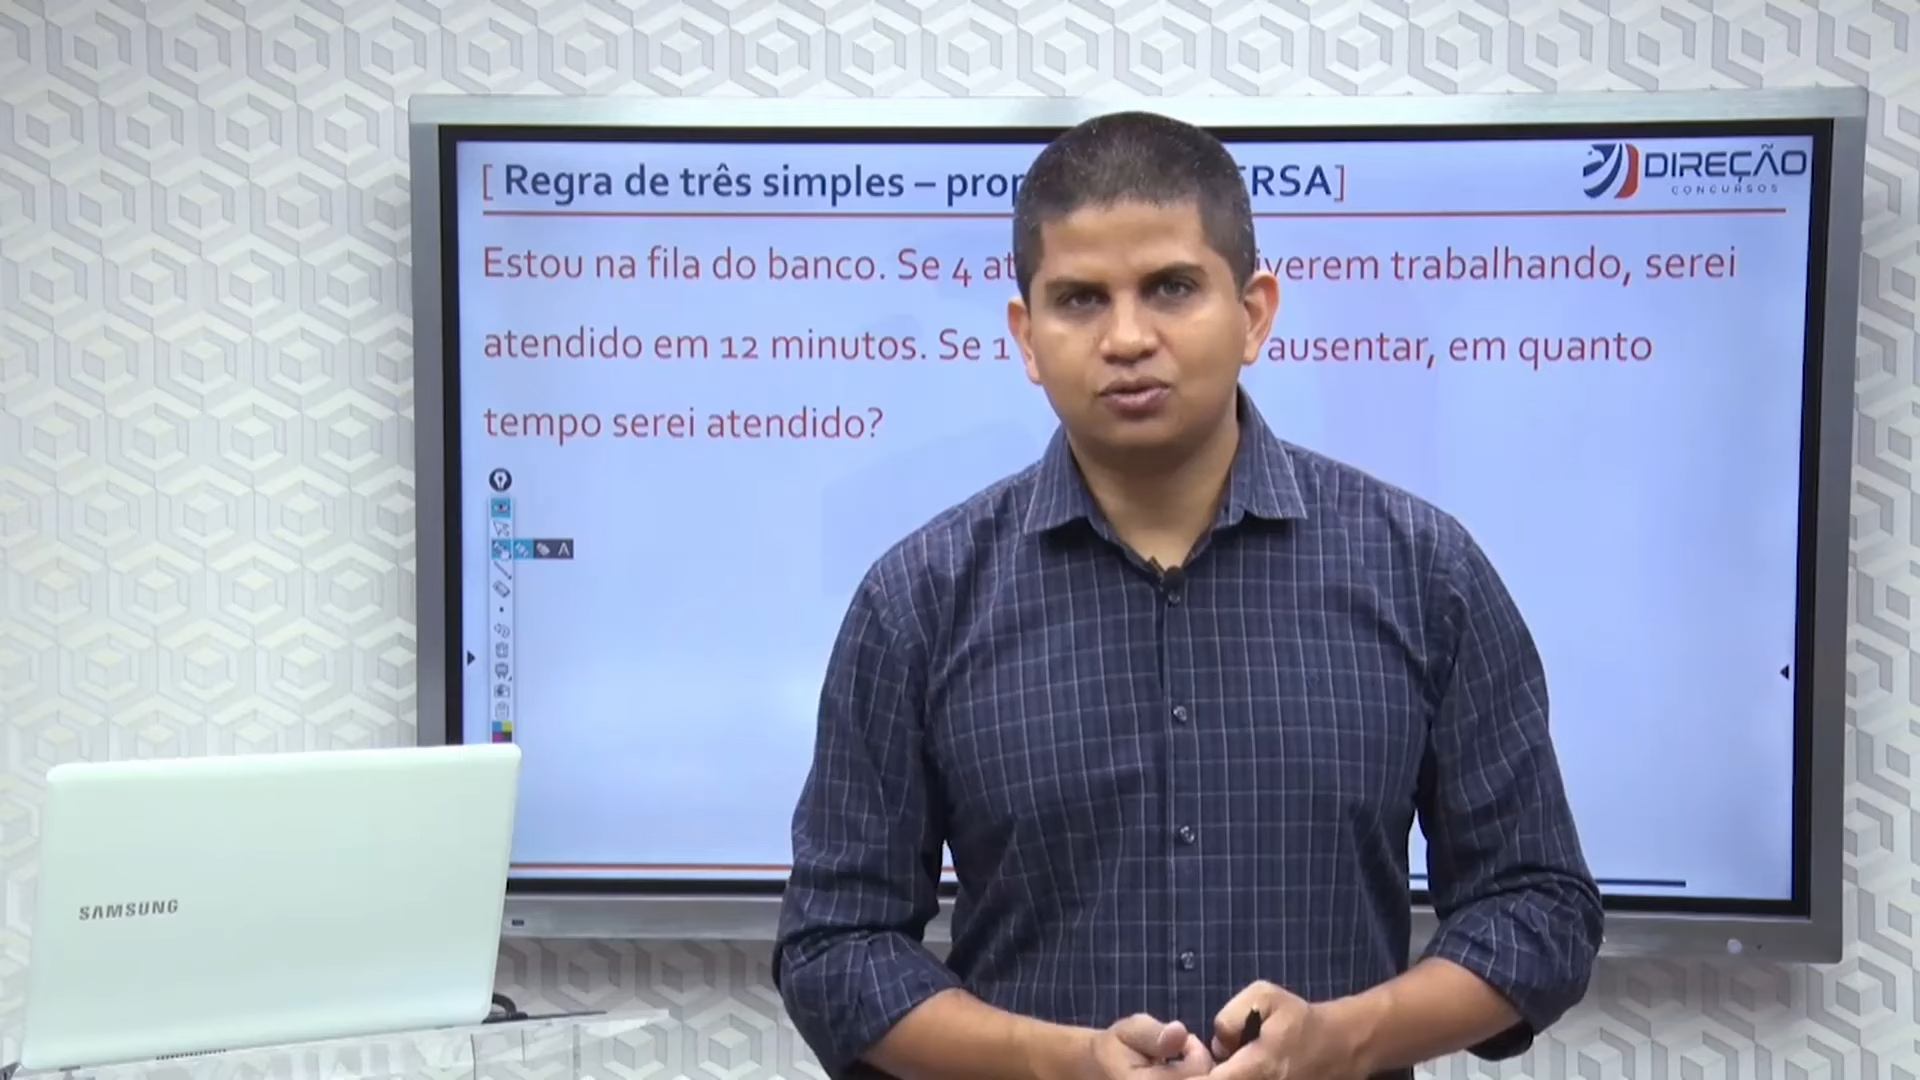 [ Regra de três simples – prop ERSA]
DIREÇÃO
CONCURSOS
Estou na fila do banco. Se 4 at iverem trabalhando, serei
atendido em 12 minutos. Se 1 ausentar, em quanto
tempo serei atendido?
SAMSUNG